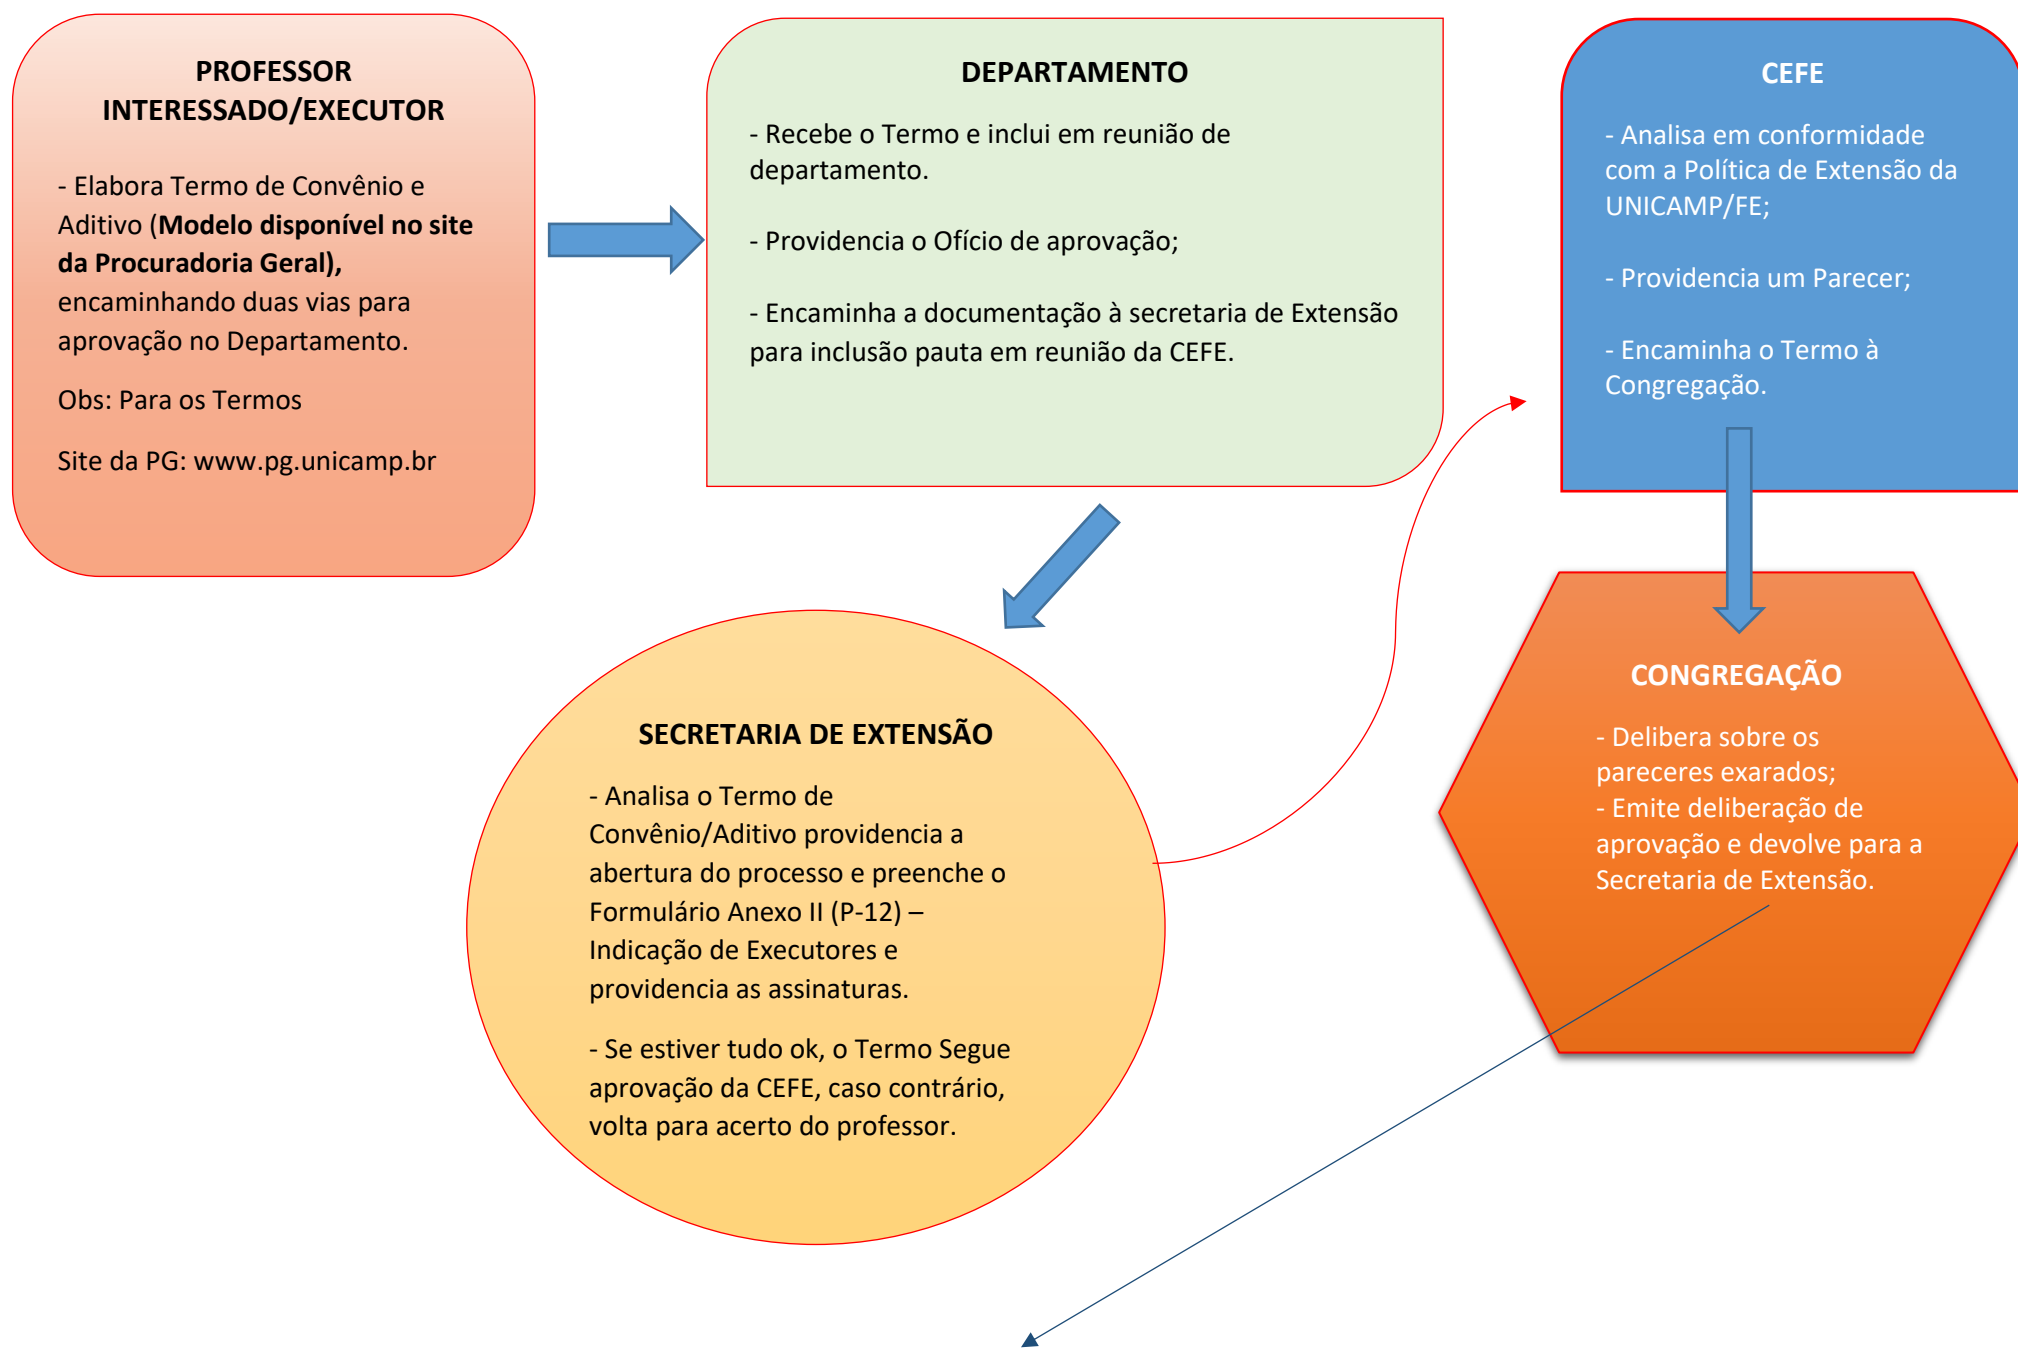 PROFESSOR
INTERESSADO/EXECUTOR
- Elabora Termo de Convênio e
Aditivo (Modelo disponível no site
da Procuradoria Geral),
encaminhando duas vias para
aprovação no Departamento.
Obs: Para os Termos
Site da PG: www.pg.unicamp.br
DEPARTAMENTO
- Recebe o Termo e inclui em reunião de
departamento.
- Providencia o Ofício de aprovação;
- Encaminha a documentação à secretaria de Extensão
para inclusão pauta em reunião da CEFE.
SECRETARIA DE EXTENSÃO
- Analisa o Termo de
Convênio/Aditivo providencia a
abertura do processo e preenche o
Formulário Anexo II (P-12) –
Indicação de Executores e
providencia as assinaturas.
- Se estiver tudo ok, o Termo Segue
aprovação da CEFE, caso contrário,
volta para acerto do professor.
CEFE
- Analisa em conformidade
com a Política de Extensão da
UNICAMP/FE;
- Providencia um Parecer;
- Encaminha o Termo à
Congregação.
CONGREGAÇÃO
- Delibera sobre os
pareceres exarados;
- Emite deliberação de
aprovação e devolve para a
Secretaria de Extensão.